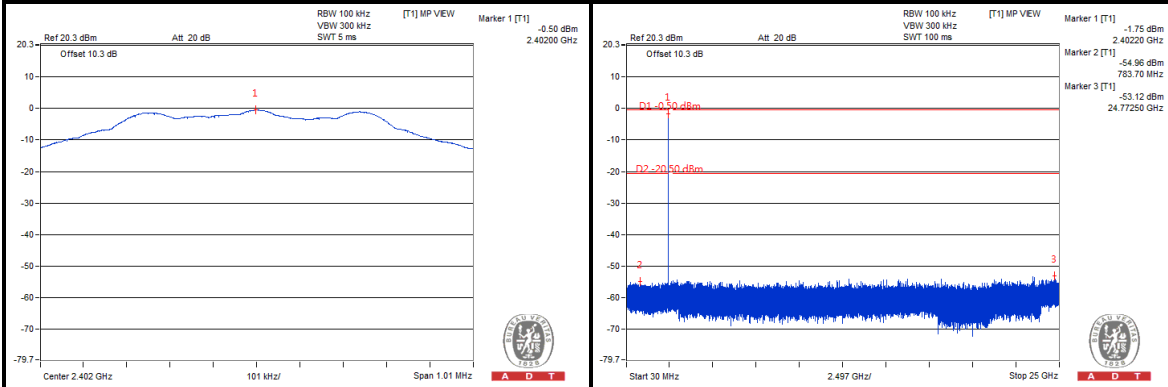 RBW 100 kHz [T1] MP VIEW Marker 1 [T1]
VBW 300 kHz -0.50 dBm
Ref 20.3 dBm Att 20 dB SWT 5 ms 2.40200 GHz
20.3
Offset 10.3 dB
10
1
0
-10
-20
-30
-40
-50
-60
-70
-79.7
Center 2.402 GHz 101 kHz/ Span 1.01 MHz
BUREAU VERITAS
1828
A D T
RBW 100 kHz [T1] MP VIEW Marker 1 [T1]
VBW 300 kHz -1.75 dBm
Ref 20.3 dBm Att 20 dB SWT 100 ms 2.40220 GHz
Marker 2 [T1]
-54.96 dBm
783.70 MHz
Marker 3 [T1]
-53.12 dBm
24.77250 GHz
20.3
Offset 10.3 dB
10
1
D1 -0.50 dBm
0
-10
D2 -20.50 dBm
-20
-30
-40
2
3
-50
-60
-70
-79.7
Start 30 MHz 2.497 GHz/ Stop 25 GHz
BUREAU VERITAS
1828
A D T